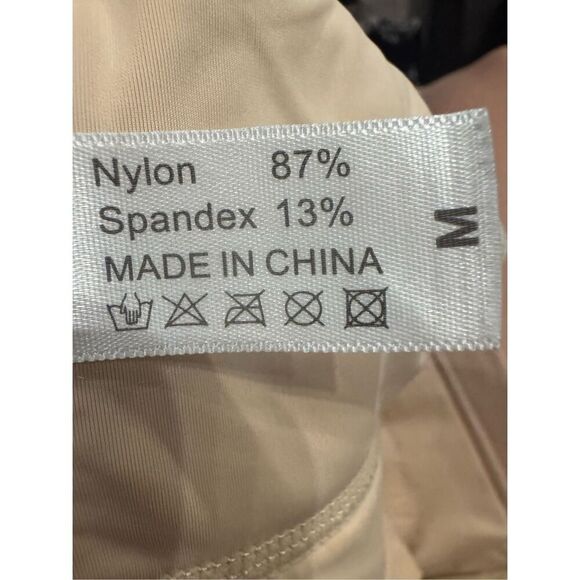 Nylon 87%
Spandex 13%
MADE IN CHINA
M